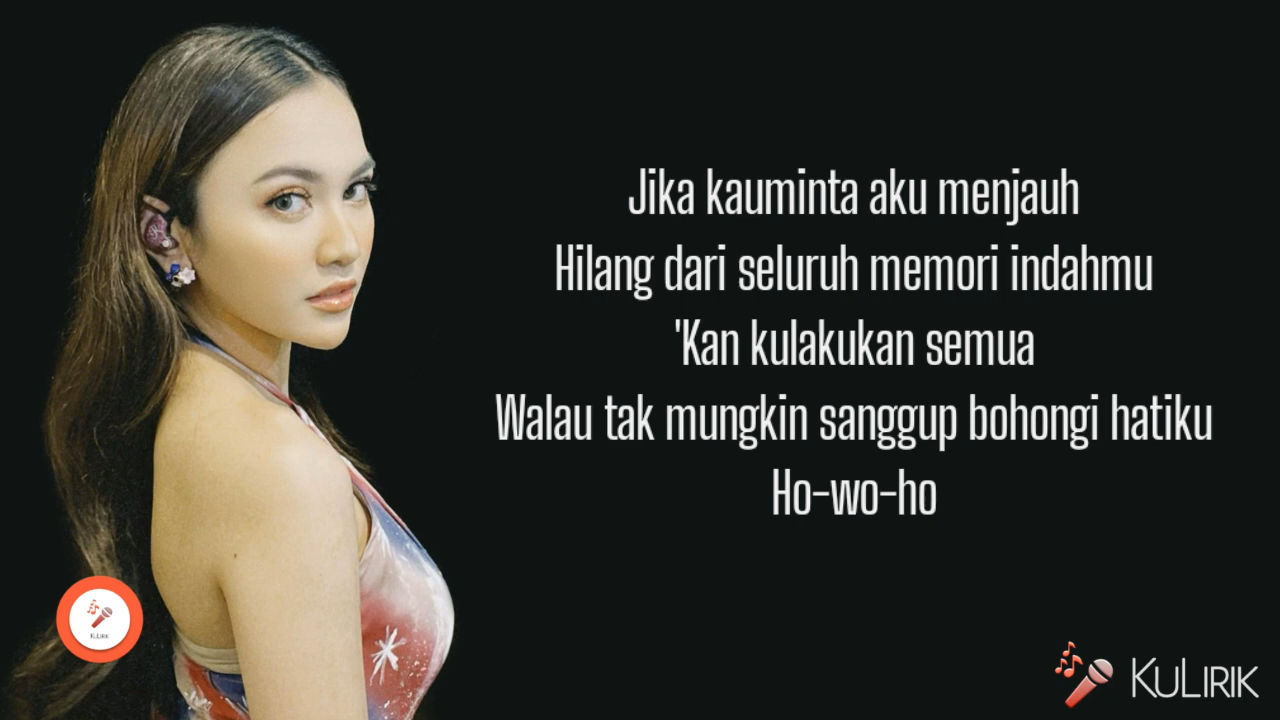 Jika kauminta aku menjauh
Hilang dari seluruh memori indahmu
'Kan kulakukan semua
Walau tak mungkin sanggup bohongi hatiku
Ho-wo-ho
KULIRIK
KULIRIK